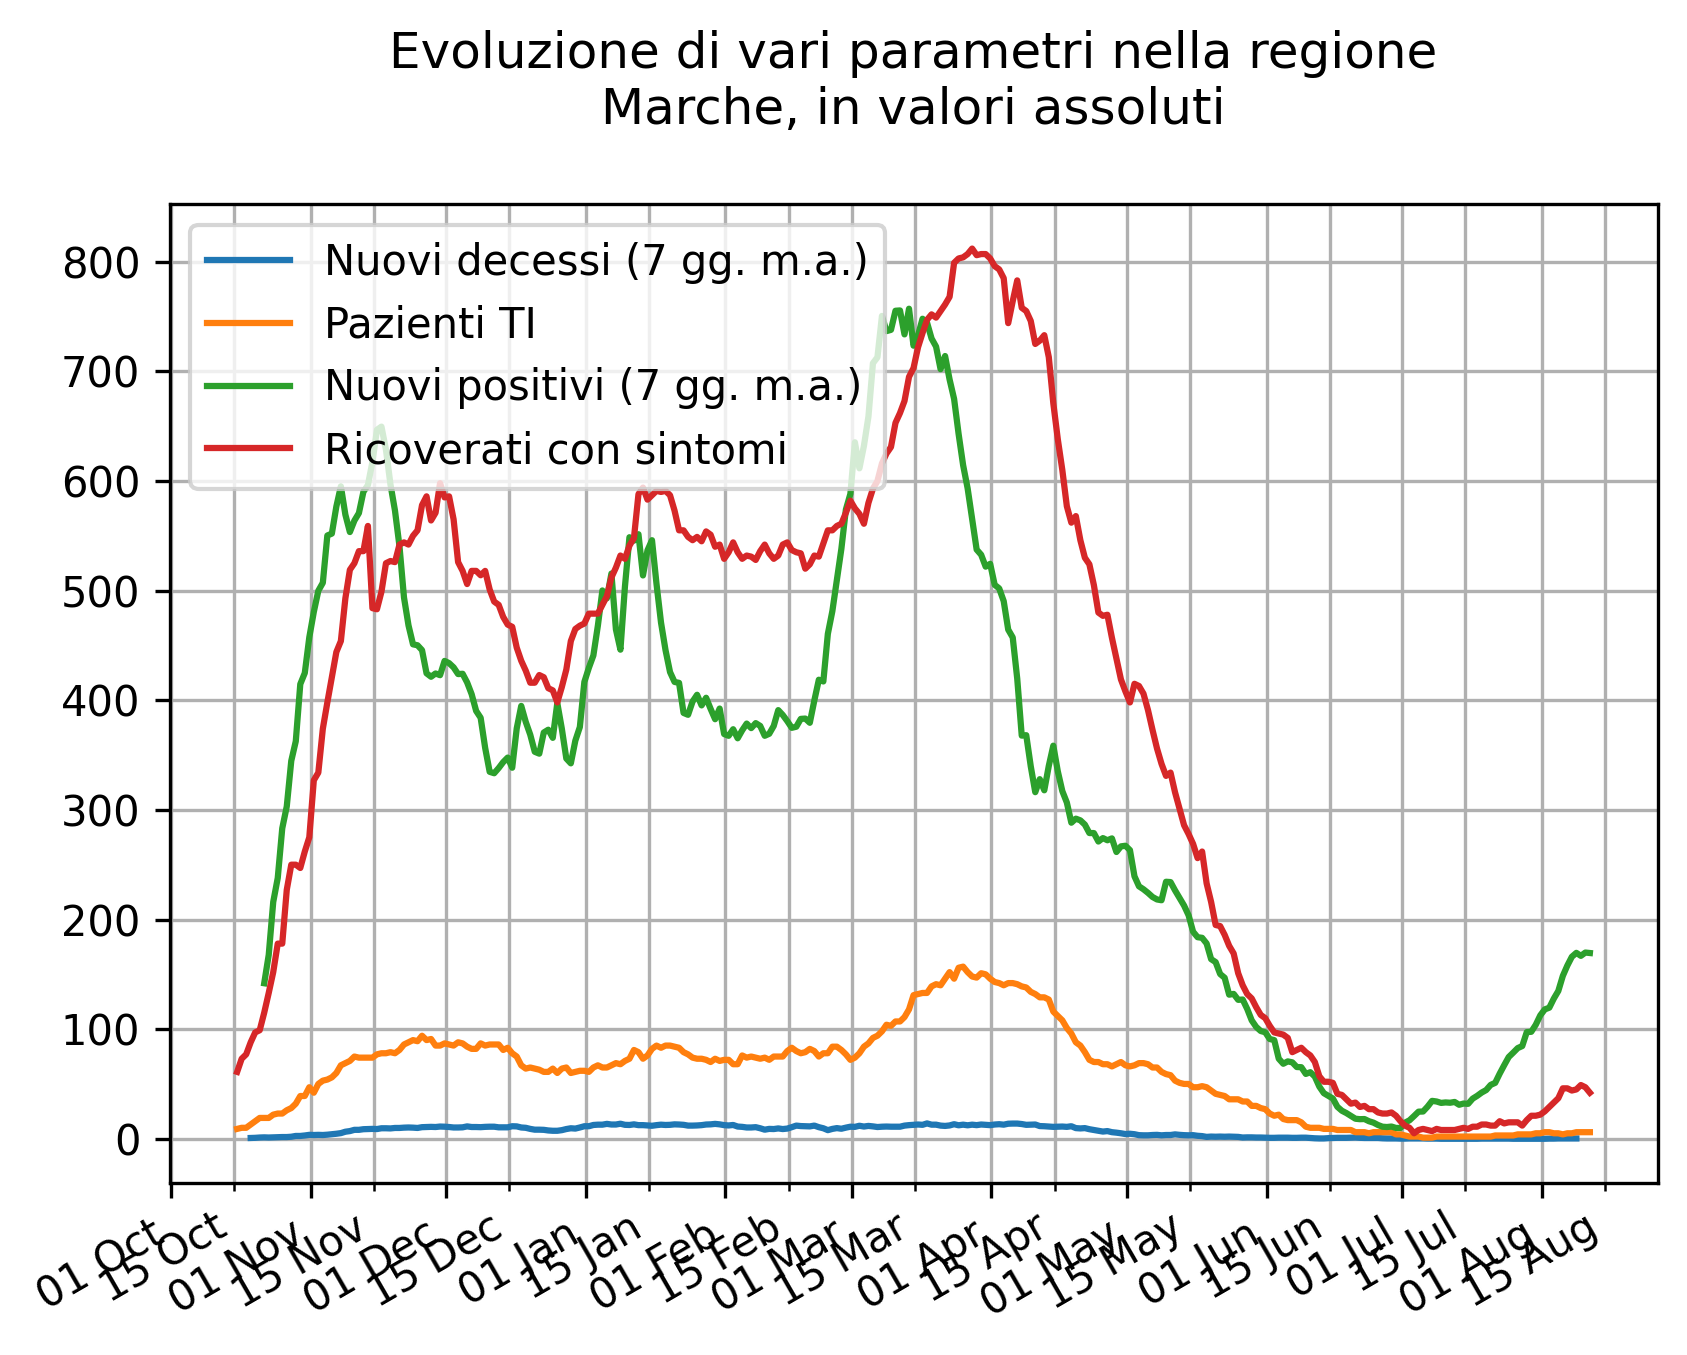 Evoluzione di vari parametri nella regione
Marche, in valori assoluti
Nuovi decessi (7 gg. m.a.)
Pazienti TI
Nuovi positivi (7 gg. m.a.)
Ricoverati con sintomi
800
700
600
500
400
300
200
100
0
01 Oct
15 Oct
01 Nov
15 Nov
01 Dec
15 Dec
01 Jan
15 Jan
01 Feb
15 Feb
01 Mar
15 Mar
01 Apr
15 Apr
01 May
15 May
01 Jun
15 Jun
01 Jul
15 Jul
01 Aug
15 Aug